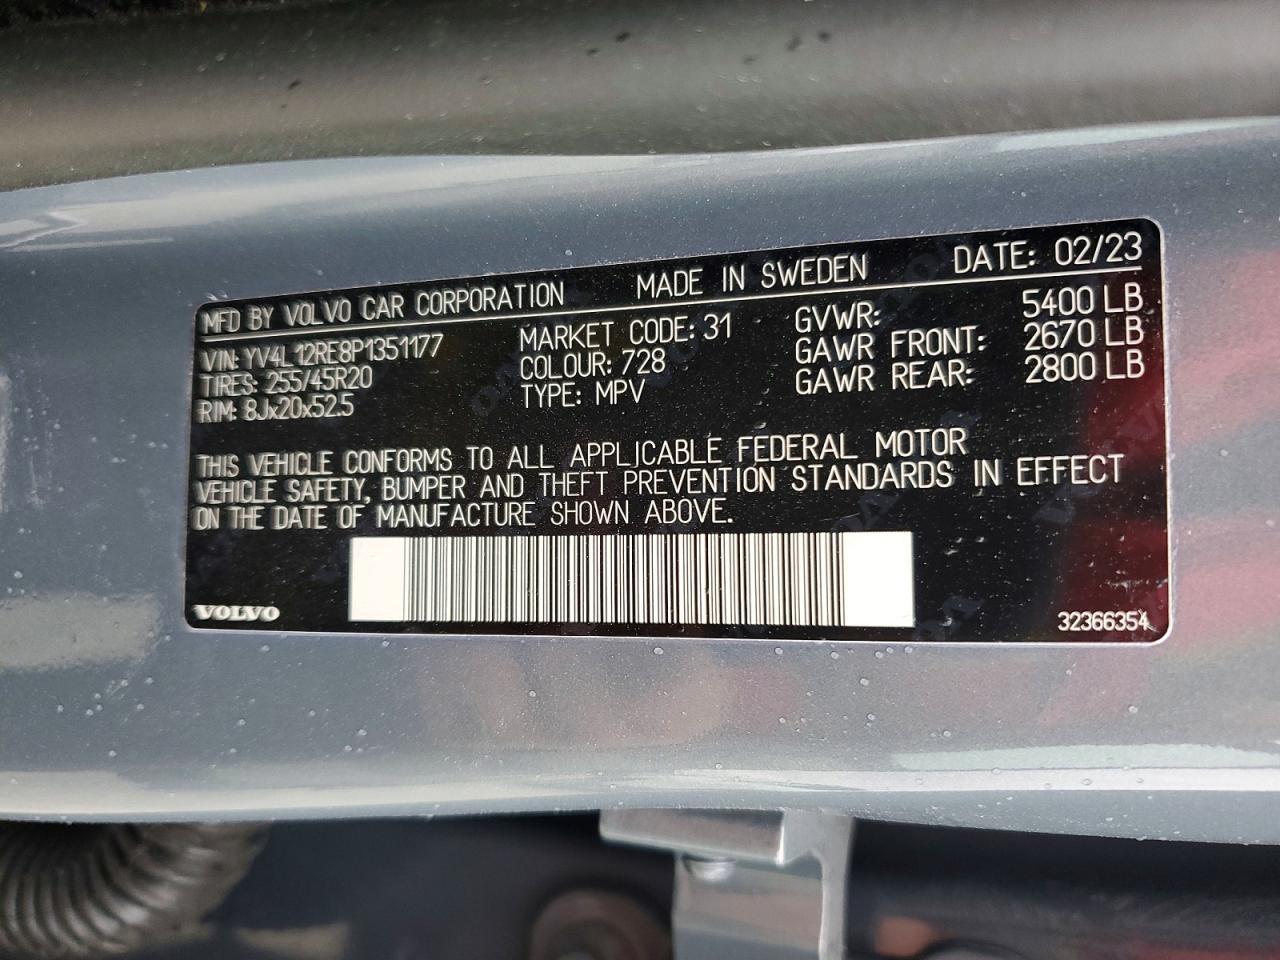 MFD BY VOLVO CAR CORPORATION MADE IN SWEDEN DATE: 02/23
VIN: YV4L12RE8P1351177 MARKET CODE: 31 GVWR: 5400 LB
TIRES: 255/45R20 COLOUR: 728 GAWR FRONT: 2670 LB
RIM: 8Jx20x52.5 TYPE: MPV GAWR REAR: 2800 LB
THIS VEHICLE CONFORMS TO ALL APPLICABLE FEDERAL MOTOR
VEHICLE SAFETY, BUMPER AND THEFT PREVENTION STANDARDS IN EFFECT
ON THE DATE OF MANUFACTURE SHOWN ABOVE.
VOLVO 32366354